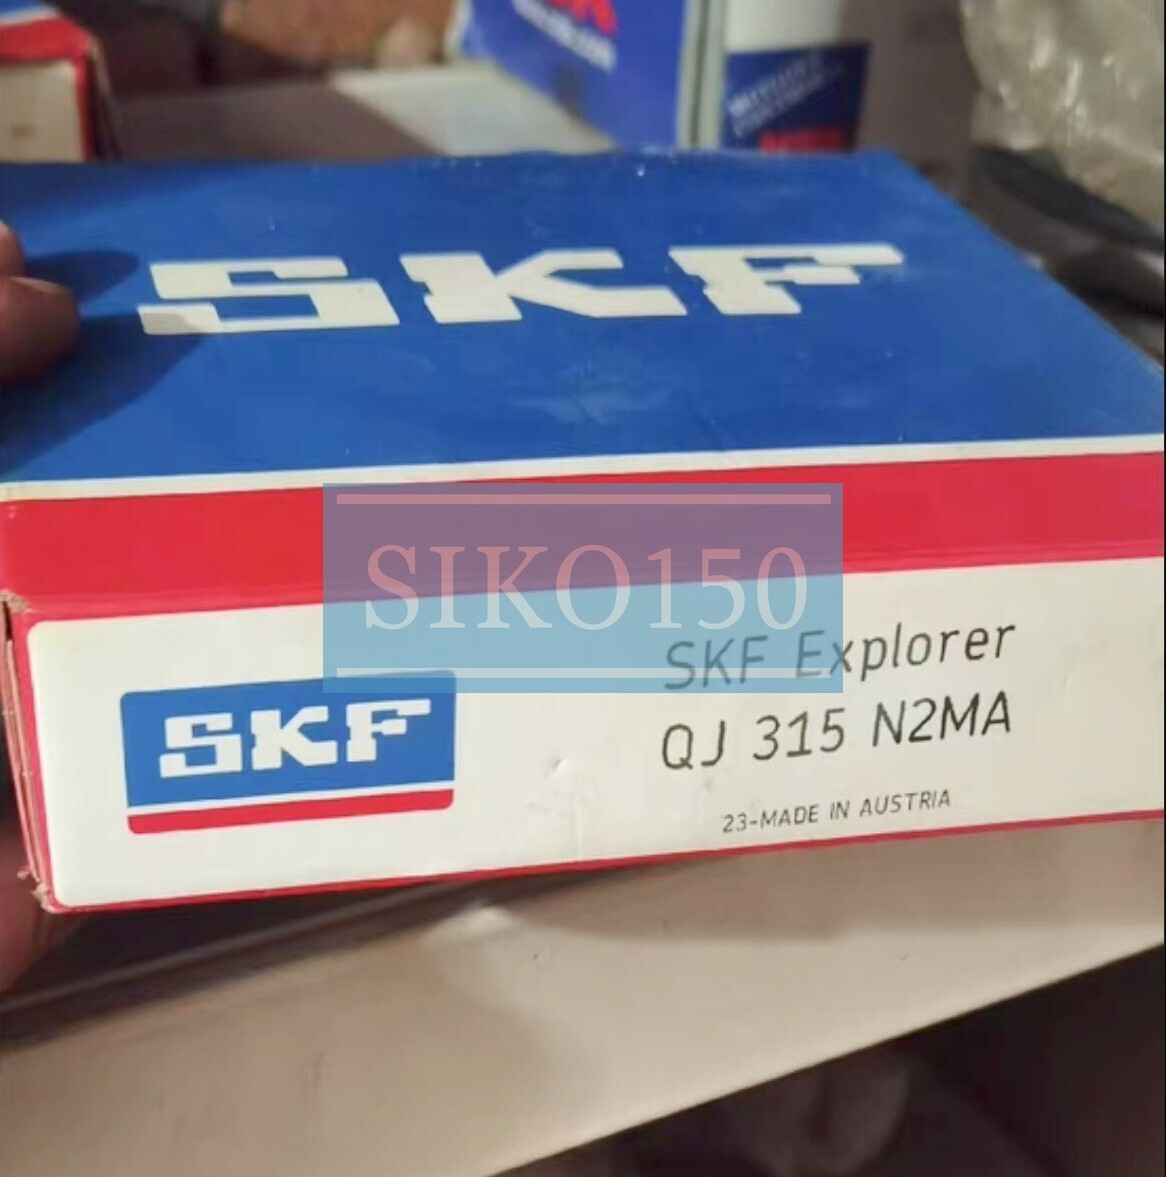 SKF
SIKO150
SKF Explorer
SKF
QJ 315 N2MA
23-MADE IN AUSTRIA